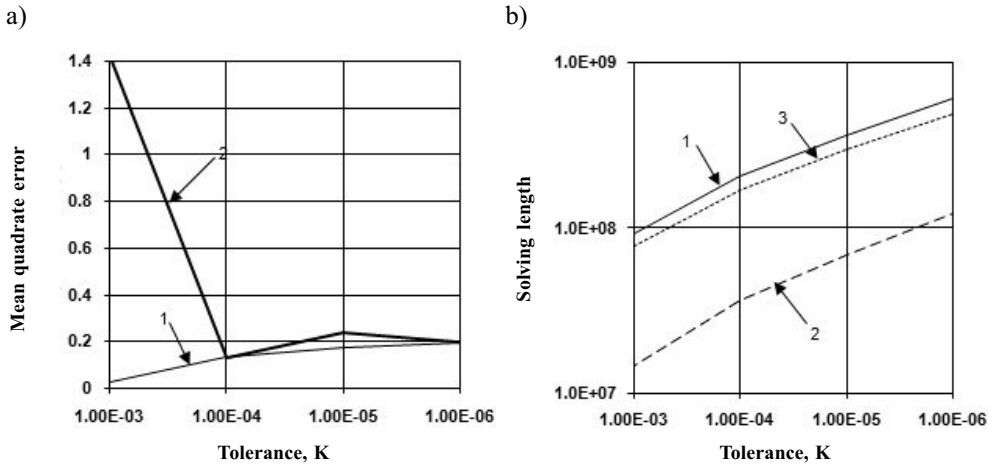 a)
Mean quadrate error
1.4
1.2
1
0.8
0.6
0.4
0.2
0
2
1
1.00E-03 1.00E-04 1.00E-05 1.00E-06
Tolerance, K
b)
Solving length
1.0E+09
1.0E+08
1.0E+07
1
3
2
1.00E-03 1.00E-04 1.00E-05 1.00E-06
Tolerance, K